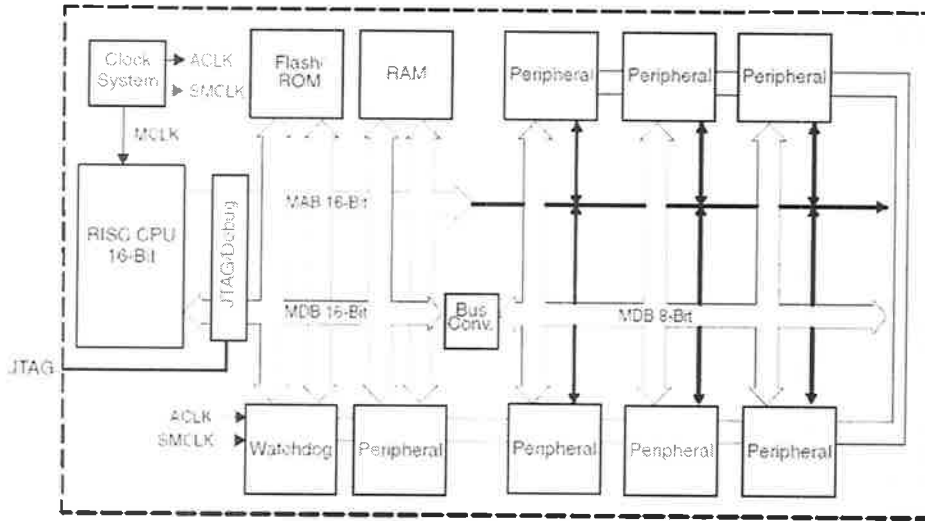 Clock
System
ACLK
SMCLK
MCLK
Flash/
ROM
RAM
Peripheral
Peripheral
Peripheral
RISC CPU
16-Bit
JTAG/Debug
MAB 16-Bit
MDB 16-Bit
Bus
Conv.
MDB 8-Bit
JTAG
ACLK
SMCLK
Watchdog
Peripheral
Peripheral
Peripheral
Peripheral